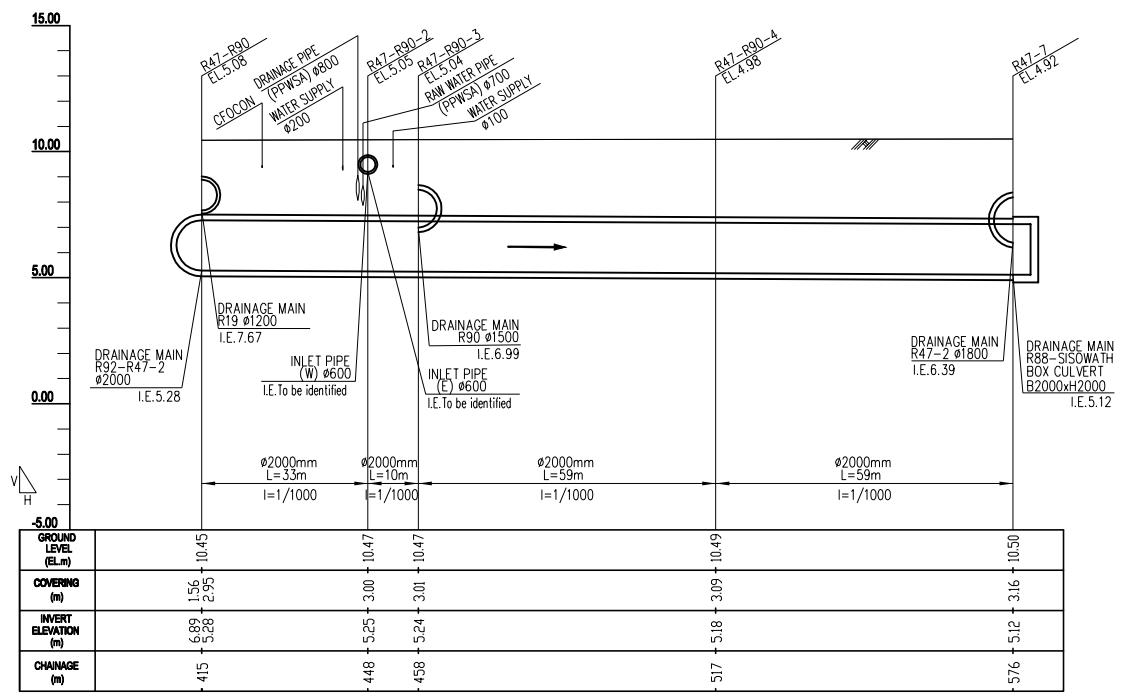 15.00
10.00
5.00
0.00
-5.00
R47-R90
EL.5.08
CFOCON
DRAINAGE PIPE
(PPWSA) ø800
WATER SUPPLY
ø200
R47-R90-2
EL.5.05
R47-R90-3
EL.5.04
RAW WATER PIPE
(PPWSA) ø700
WATER SUPPLY
ø100
R47-R90-4
EL.4.98
R47-7
EL.4.92
DRAINAGE MAIN
R19 ø1200
I.E.7.67
DRAINAGE MAIN
R92-R47-2
ø2000
I.E.5.28
INLET PIPE
(W) ø600
I.E.To be identified
DRAINAGE MAIN
R90 ø1500
I.E.6.99
INLET PIPE
(E) ø600
I.E.To be identified
DRAINAGE MAIN
R47-2 ø1800
I.E.6.39
DRAINAGE MAIN
R88-SISOWATH
BOX CULVERT
B2000xH2000
I.E.5.12
V
H
ø2000mm
L=33m
I=1/1000
ø2000mm
L=10m
I=1/1000
ø2000mm
L=59m
I=1/1000
ø2000mm
L=59m
I=1/1000
GROUND
LEVEL
(EL.m)
10.45
10.47
10.47
10.49
10.50
COVERING
(m)
1.56
2.95
3.00
3.01
3.09
3.16
INVERT
ELEVATION
(m)
6.89
5.28
5.25
5.24
5.18
5.12
CHAINAGE
(m)
415
448
458
517
576